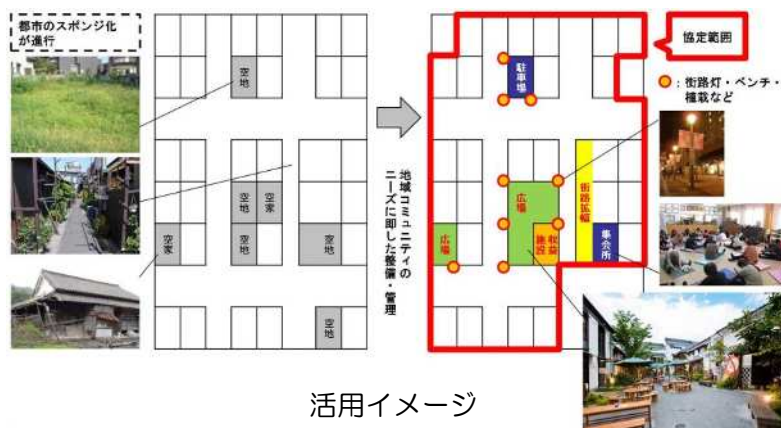 都市のスポンジ化
が進行
空地
空地
空家
空地
空家
空地
空地
地域コミュニティの
ニーズに即した整備・管理
駐車場
広場
収益
施設
広場
街路拡幅
集会所
協定範囲
：街路灯・ベンチ・
植栽など
活用イメージ